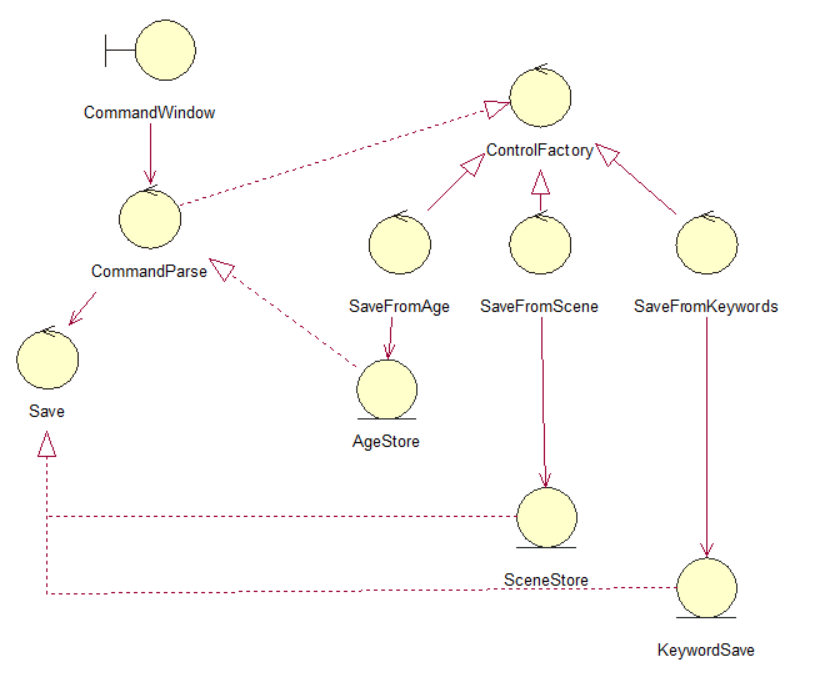 CommandWindow
ControlFactory
CommandParse
SaveFromAge
SaveFromScene
SaveFromKeywords
Save
AgeStore
SceneStore
KeywordSave